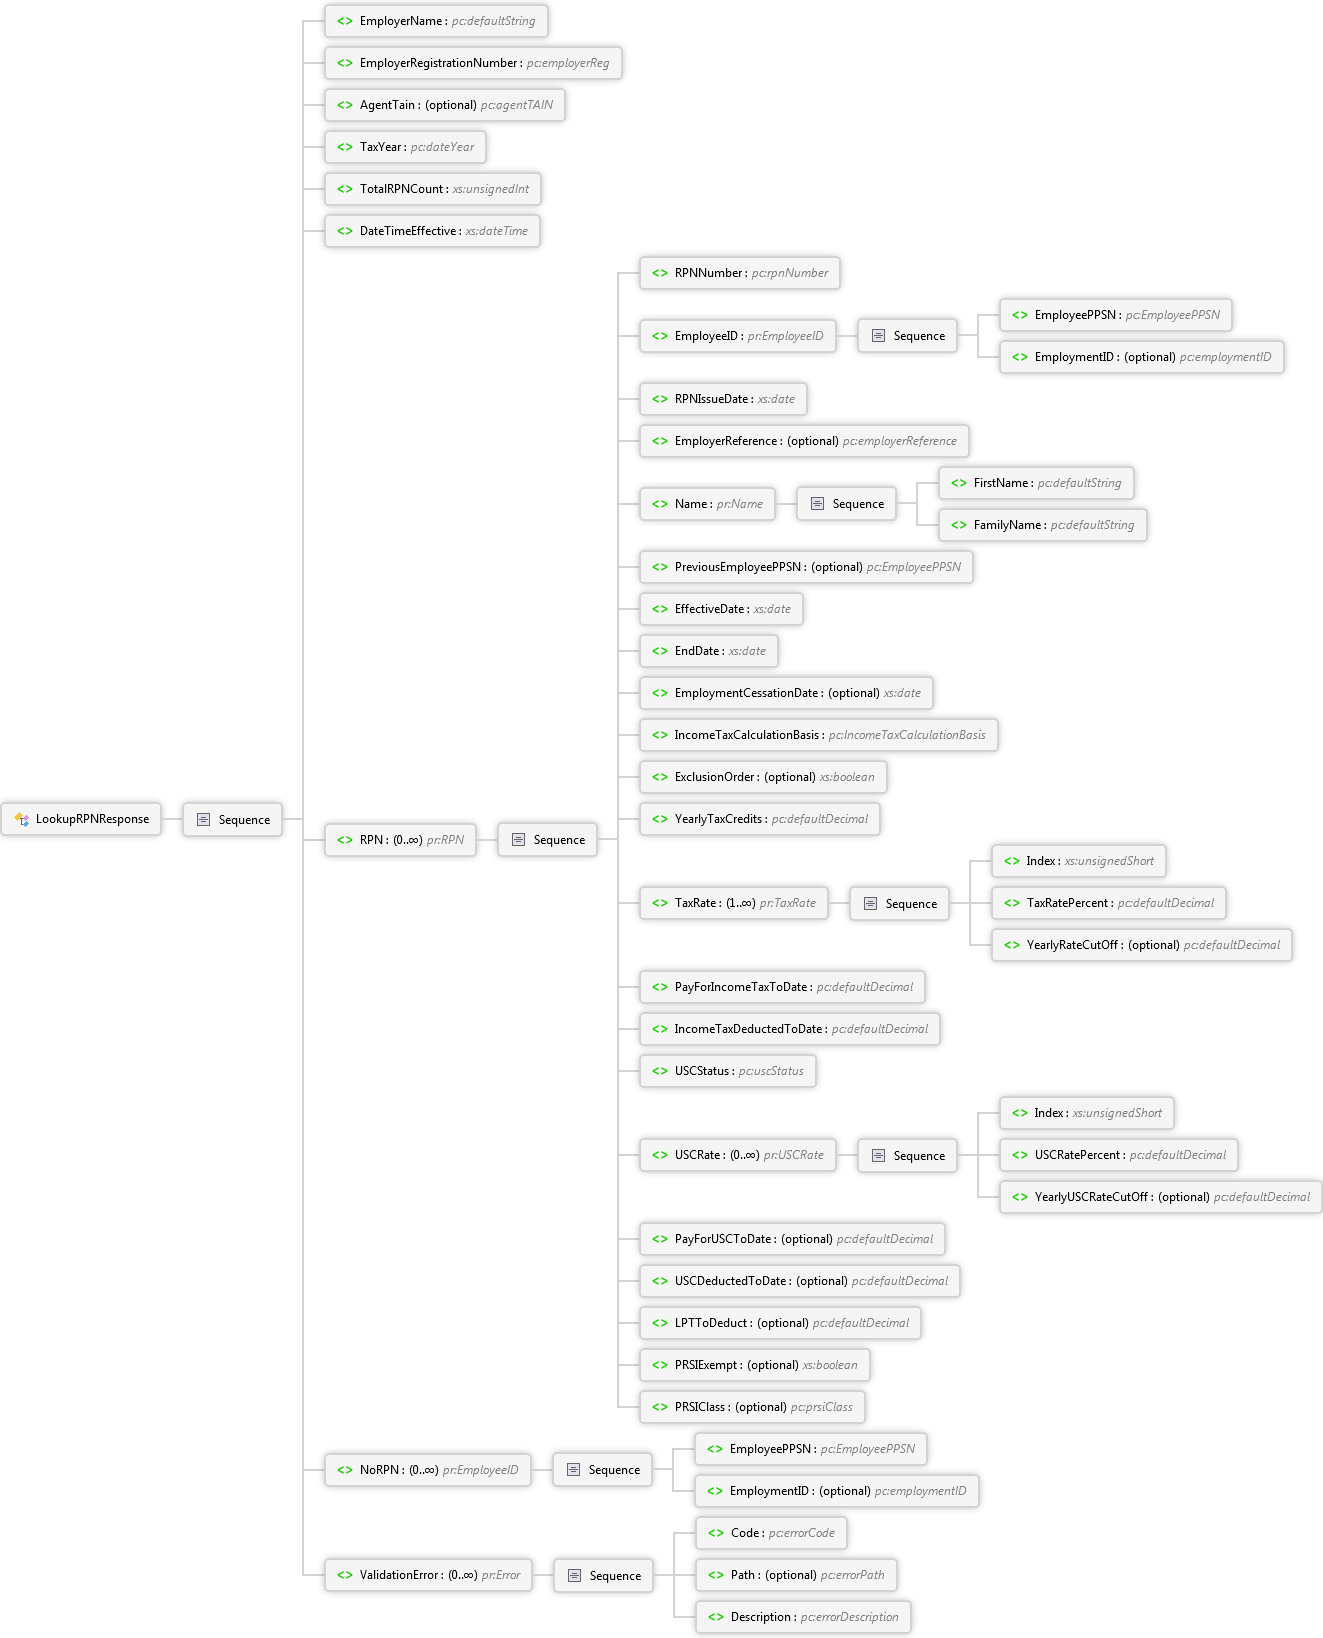 <> EmployerName : pc:defaultString
<> EmployerRegistrationNumber : pc:employerReg
<> AgentTain : (optional) pc:agentTAIN
<> TaxYear : pc:dateYear
<> TotalRPNCount : xs:unsignedInt
<> DateTimeEffective : xs:dateTime
<> RPNNumber : pc:rpnNumber
<> EmployeeID : pr:EmployeeID
Sequence
<> EmployeePPSN : pc:EmployeePPSN
<> EmploymentID : (optional) pc:employmentID
<> RPNIssueDate : xs:date
<> EmployerReference : (optional) pc:employerReference
<> Name : pr:Name
Sequence
<> FirstName : pc:defaultString
<> FamilyName : pc:defaultString
<> PreviousEmployeePPSN : (optional) pc:EmployeePPSN
<> EffectiveDate : xs:date
<> EndDate : xs:date
<> EmploymentCessationDate : (optional) xs:date
<> IncomeTaxCalculationBasis : pc:IncomeTaxCalculationBasis
<> ExclusionOrder : (optional) xs:boolean
<> YearlyTaxCredits : pc:defaultDecimal
LookupRPNResponse
Sequence
<> RPN : (0..∞) pr:RPN
Sequence
<> TaxRate : (1..∞) pr:TaxRate
Sequence
<> Index : xs:unsignedShort
<> TaxRatePercent : pc:defaultDecimal
<> YearlyRateCutOff : (optional) pc:defaultDecimal
<> PayForIncomeTaxToDate : pc:defaultDecimal
<> IncomeTaxDeductedToDate : pc:defaultDecimal
<> USCStatus : pc:uscStatus
<> USCRate : (0..∞) pr:USCRate
Sequence
<> Index : xs:unsignedShort
<> USCRatePercent : pc:defaultDecimal
<> YearlyUSCRateCutOff : (optional) pc:defaultDecimal
<> PayForUSCToDate : (optional) pc:defaultDecimal
<> USCDeductedToDate : (optional) pc:defaultDecimal
<> LPTToDeduct : (optional) pc:defaultDecimal
<> PRSIExempt : (optional) xs:boolean
<> PRSIClass : (optional) pc:prsiClass
<> NoRPN : (0..∞) pr:EmployeeID
Sequence
<> EmployeePPSN : pc:EmployeePPSN
<> EmploymentID : (optional) pc:employmentID
<> ValidationError : (0..∞) pr:Error
Sequence
<> Code : pc:errorCode
<> Path : (optional) pc:errorPath
<> Description : pc:errorDescription